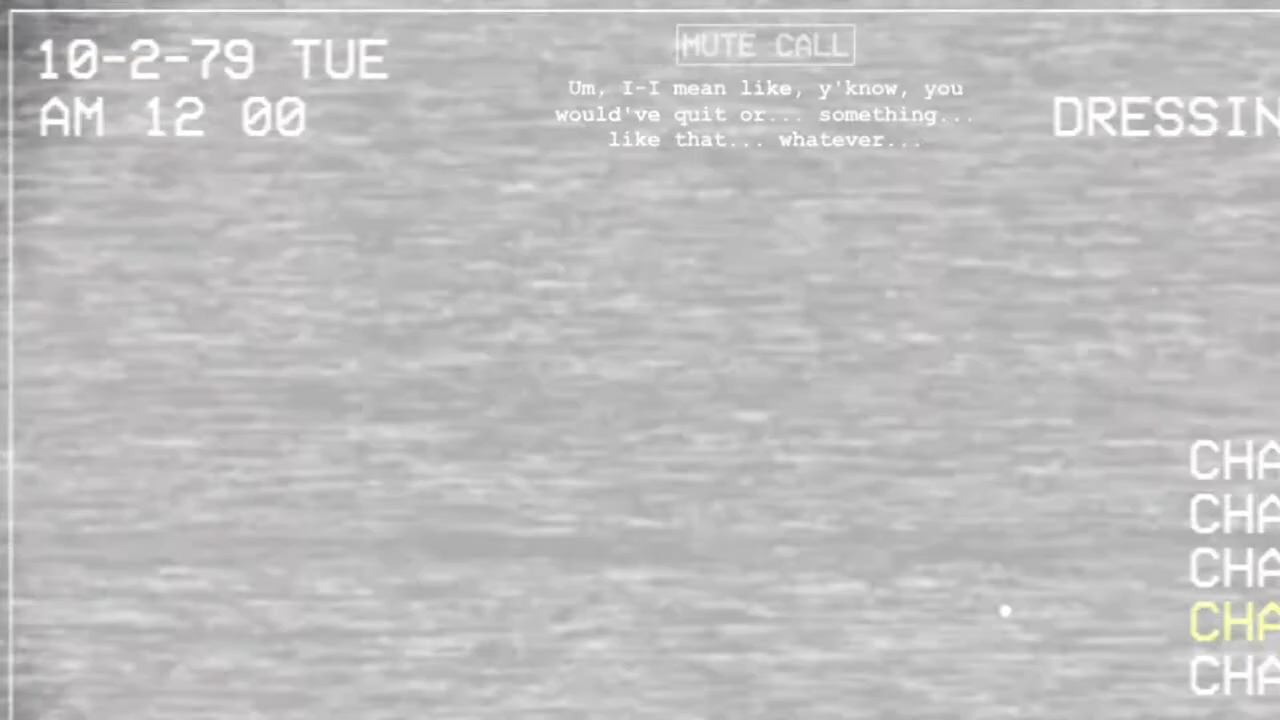 10-2-79 TUE
AM 12 00
MUTE CALL
Um, I-I mean like, y'know, you
would've quit or... something...
like that... whatever...
DRESSIN
CHA
CHA
CHA
CHA
CHA